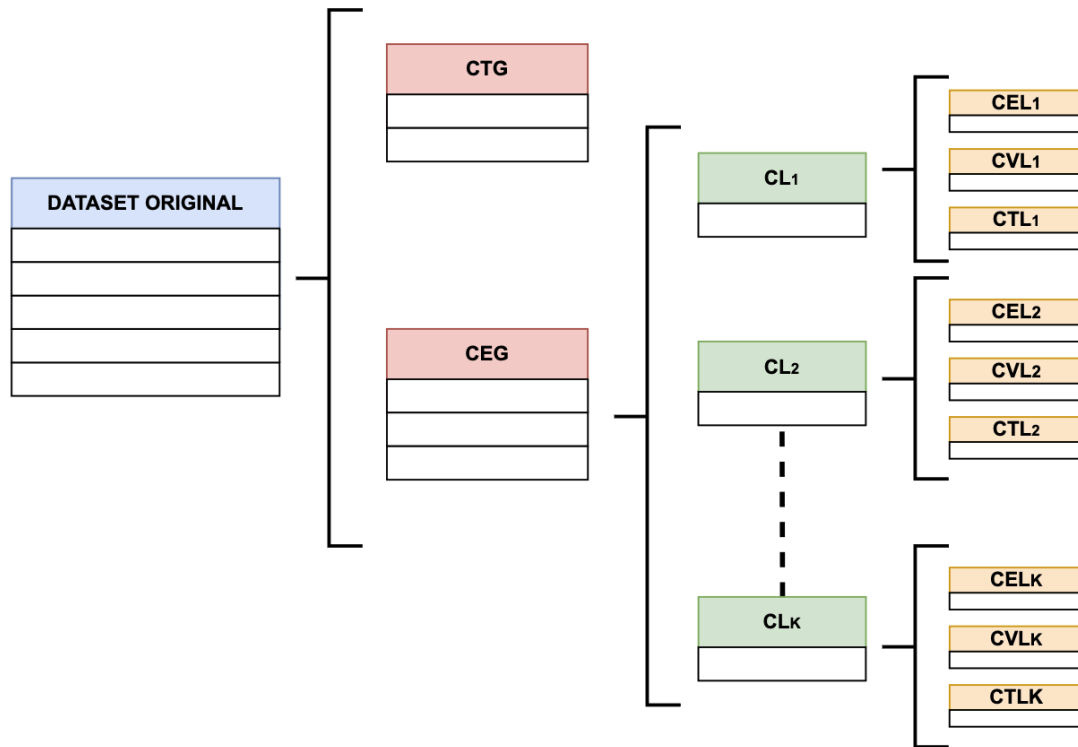 DATASET ORIGINAL
CTG
CEG
CL1
CL2
CLK
CEL1
CVL1
CTL1
CEL2
CVL2
CTL2
CELK
CVLK
CTLK